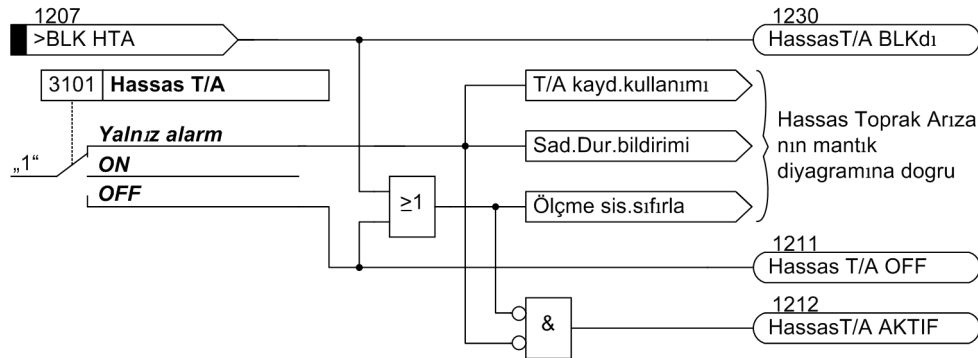 1207
>BLK HTA
1230
HassasT/A BLKdı
3101 Hassas T/A
T/A kayd.kullanımı
Yalnız alarm
„1“
ON
OFF
Sad.Dur.bildirimi
Hassas Toprak Arıza
nın mantık
diyagramına dogru
≥1
Ölçme sis.sıfırla
1211
Hassas T/A OFF
1212
&
HassasT/A AKTIF